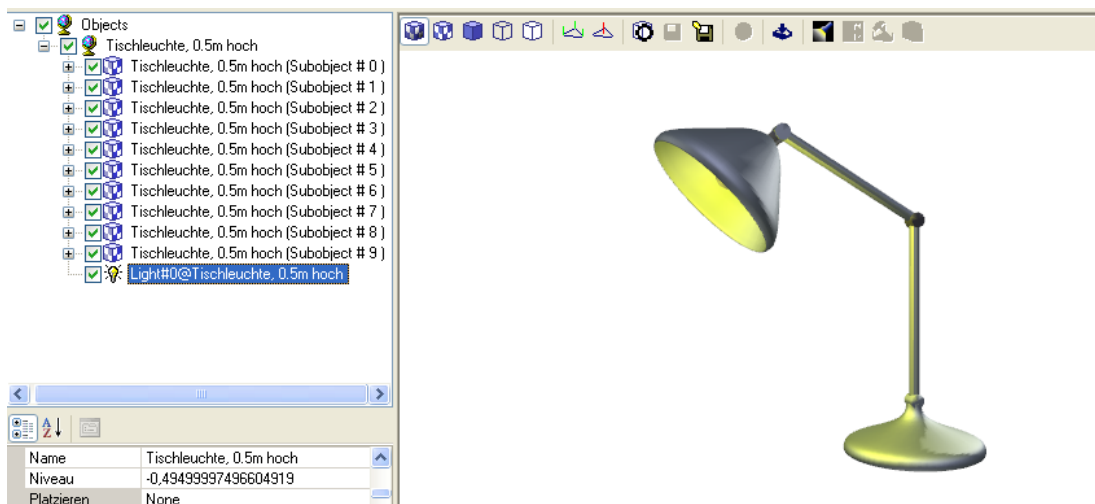 Objects
Tischleuchte, 0.5m hoch
Tischleuchte, 0.5m hoch (Subobject # 0 )
Tischleuchte, 0.5m hoch (Subobject # 1 )
Tischleuchte, 0.5m hoch (Subobject # 2 )
Tischleuchte, 0.5m hoch (Subobject # 3 )
Tischleuchte, 0.5m hoch (Subobject # 4 )
Tischleuchte, 0.5m hoch (Subobject # 5 )
Tischleuchte, 0.5m hoch (Subobject # 6 )
Tischleuchte, 0.5m hoch (Subobject # 7 )
Tischleuchte, 0.5m hoch (Subobject # 8 )
Tischleuchte, 0.5m hoch (Subobject # 9 )
Light#0@Tischleuchte, 0.5m hoch
Name Tischleuchte, 0.5m hoch
Niveau -0,49499997496604919
Platzieren None